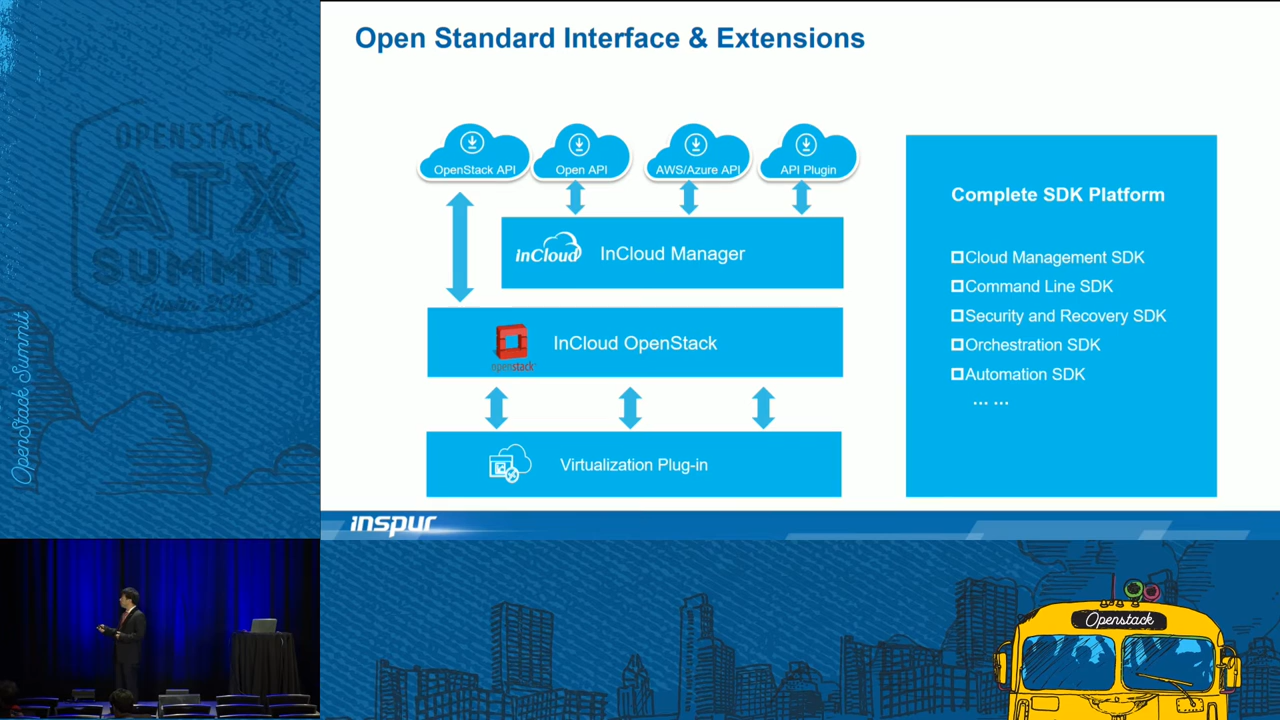 Open Standard Interface & Extensions
OpenStack API
Open API
AWS/Azure API
API Plugin
inCloud
InCloud Manager
openstack
InCloud OpenStack
Virtualization Plug-in
Complete SDK Platform
Cloud Management SDK
Command Line SDK
Security and Recovery SDK
Orchestration SDK
Automation SDK
... ...
inspur
OPENSTACK
ATX
SUMMIT
OpenStack Summit
Openstack